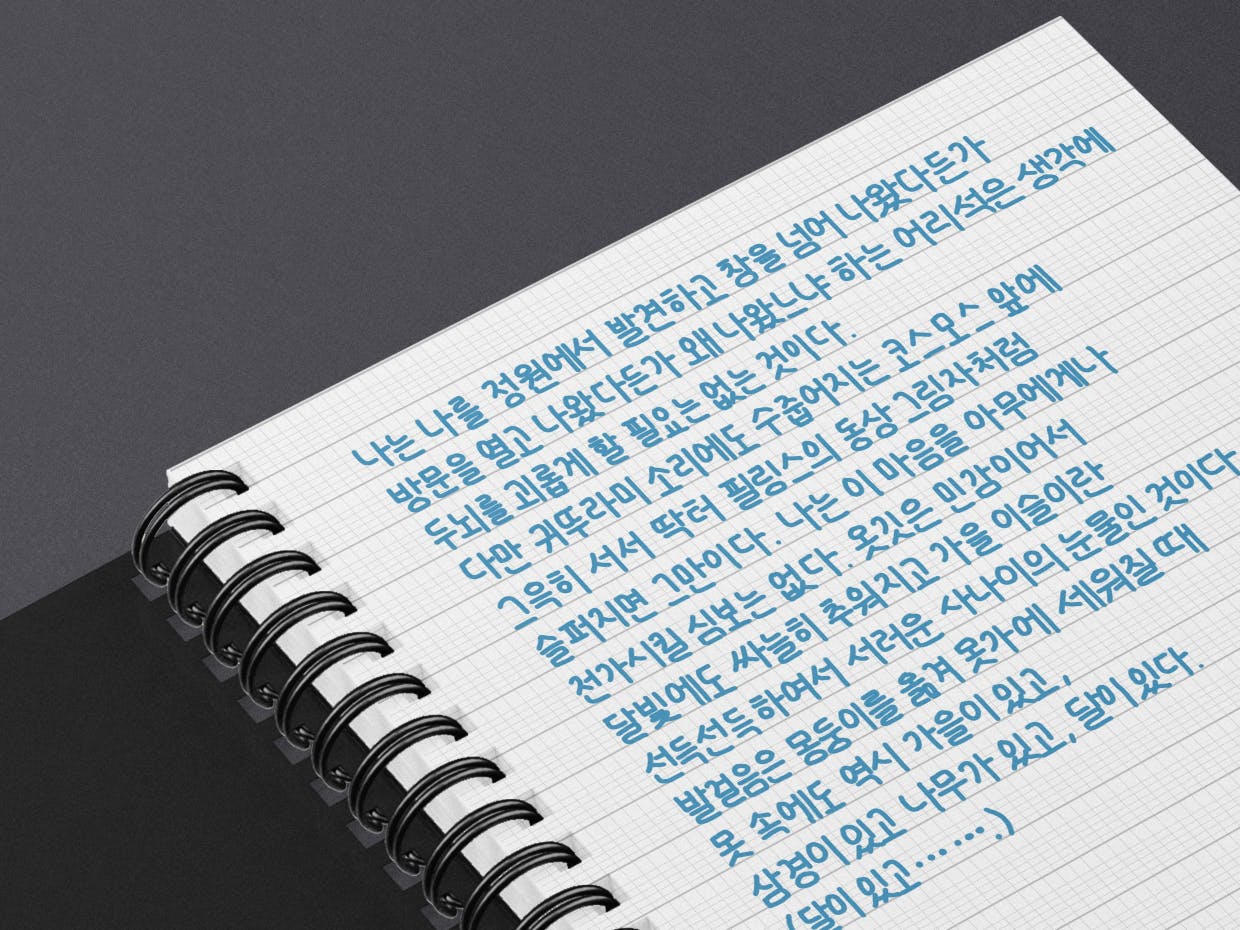 나는 나를 정원에서 발견하고 창을 넘어 나왔다든가
방문을 열고 나왔다든가 왜 나왔느냐 하는 어리석은 생각에
두뇌를 괴롭게 할 필요는 없는 것이다.
다만 귀뚜라미 소리에도 수줍어지는 코스모스 앞에
그윽히 서서 딱터 필링스의 동상 그림자처럼
슬퍼지면 그만이다. 나는 이 마음을 아무에게나
전가시킬 심보는 없다. 옷깃은 민감이어서
달빛에도 싸늘히 추워지고 가을 이슬이란
선득선득하여서 서러운 사나이의 눈물인 것이다
발걸음은 몽둥이를 옮겨 못가에 세워질 때
못 속에도 역시 가을이 있고,
삼경이 있고 나무가 있고, 달이 있다.
(달이 있고……)